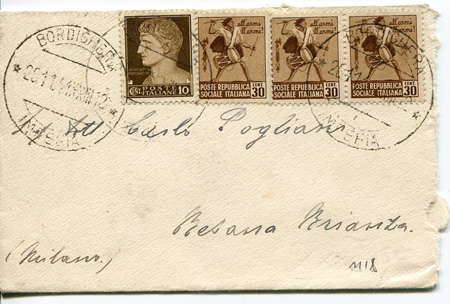 BORDIGHERA
IMPERIA
POSTE
ITALIANE
10
all'armi
all'armi!
POSTE REPUBBLICA
SOCIALE ITALIANA
CENT.
30
all'armi
all'armi!
POSTE REPUBBLICA
SOCIALE ITALIANA
CENT.
30
all'armi
all'armi!
POSTE REPUBBLICA
SOCIALE ITALIANA
CENT.
30
BORDIGHERA
IMPERIA
Carlo Pogliani
Brianza.
(Milano)